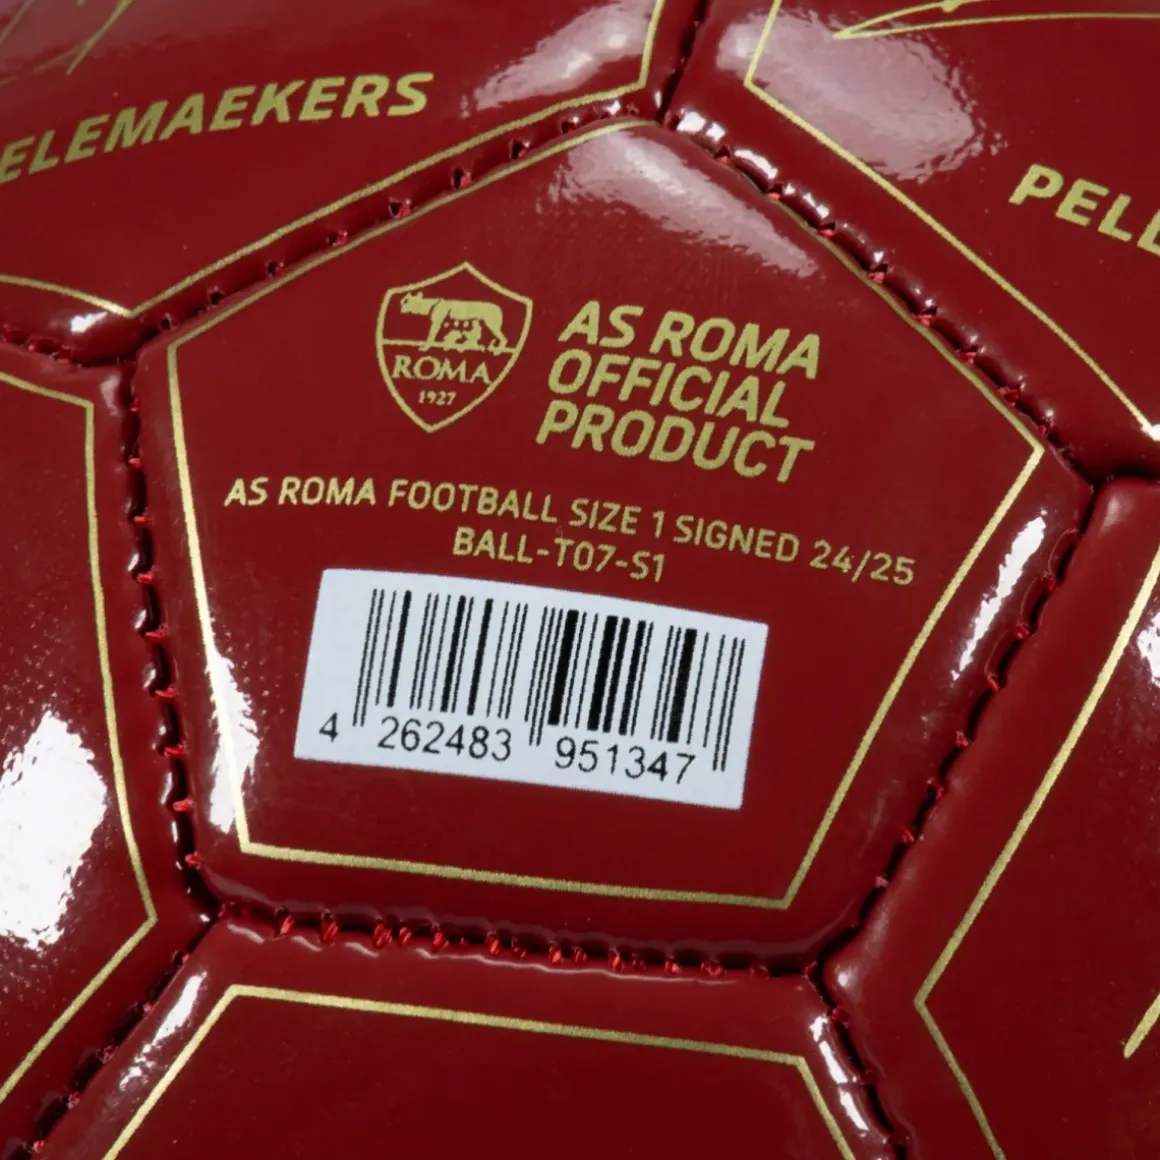 ELEMAEKERS
PELL
ROMA
1927
AS ROMA
OFFICIAL
PRODUCT
AS ROMA FOOTBALL SIZE 1 SIGNED 24/25
BALL-T07-S1
4 262483 951347